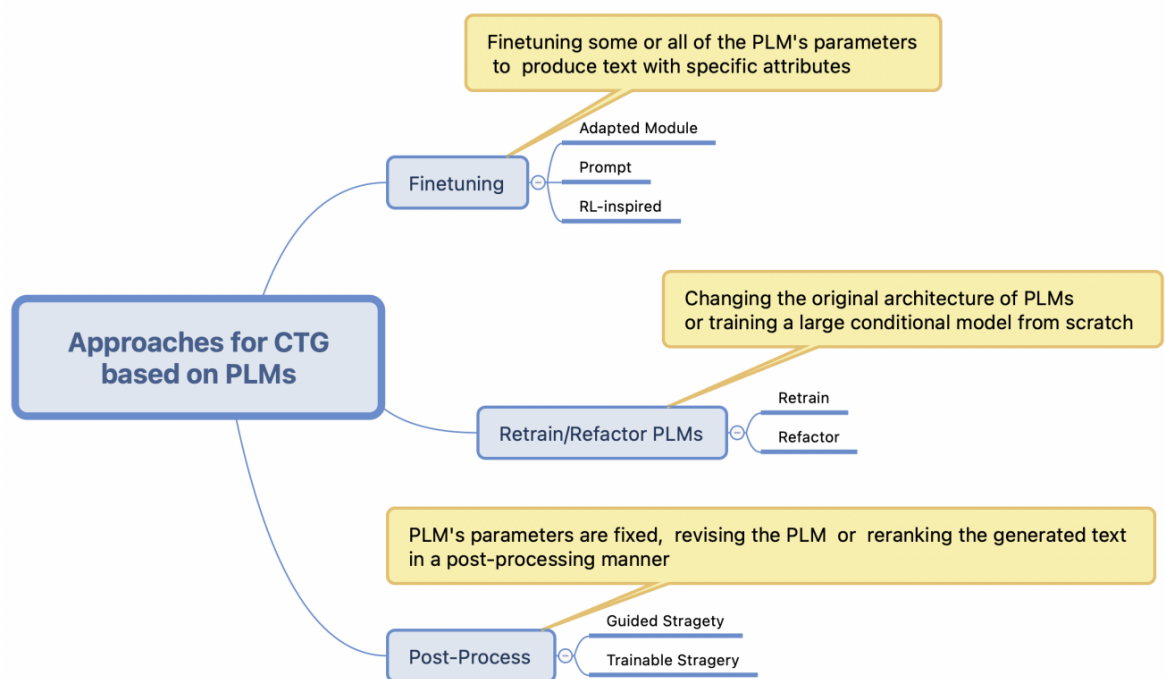 Finetuning some or all of the PLM's parameters
to produce text with specific attributes
Adapted Module
Finetuning
Prompt
RL-inspired
Approaches for CTG
based on PLMs
Changing the original architecture of PLMs
or training a large conditional model from scratch
Retrain/Refactor PLMs
Retrain
Refactor
PLM's parameters are fixed, revising the PLM or reranking the generated text
in a post-processing manner
Post-Process
Guided Stragety
Trainable Stragery